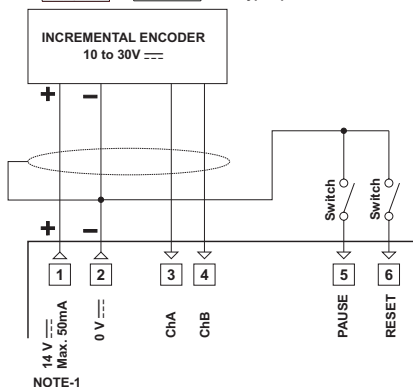 INCREMENTAL ENCODER
10 to 30V
+ −
+ −
Switch
Switch
1 2 3 4 5 6
14 V
Max. 50mA
0 V
ChA
ChB
PAUSE
RESET
NOTE-1